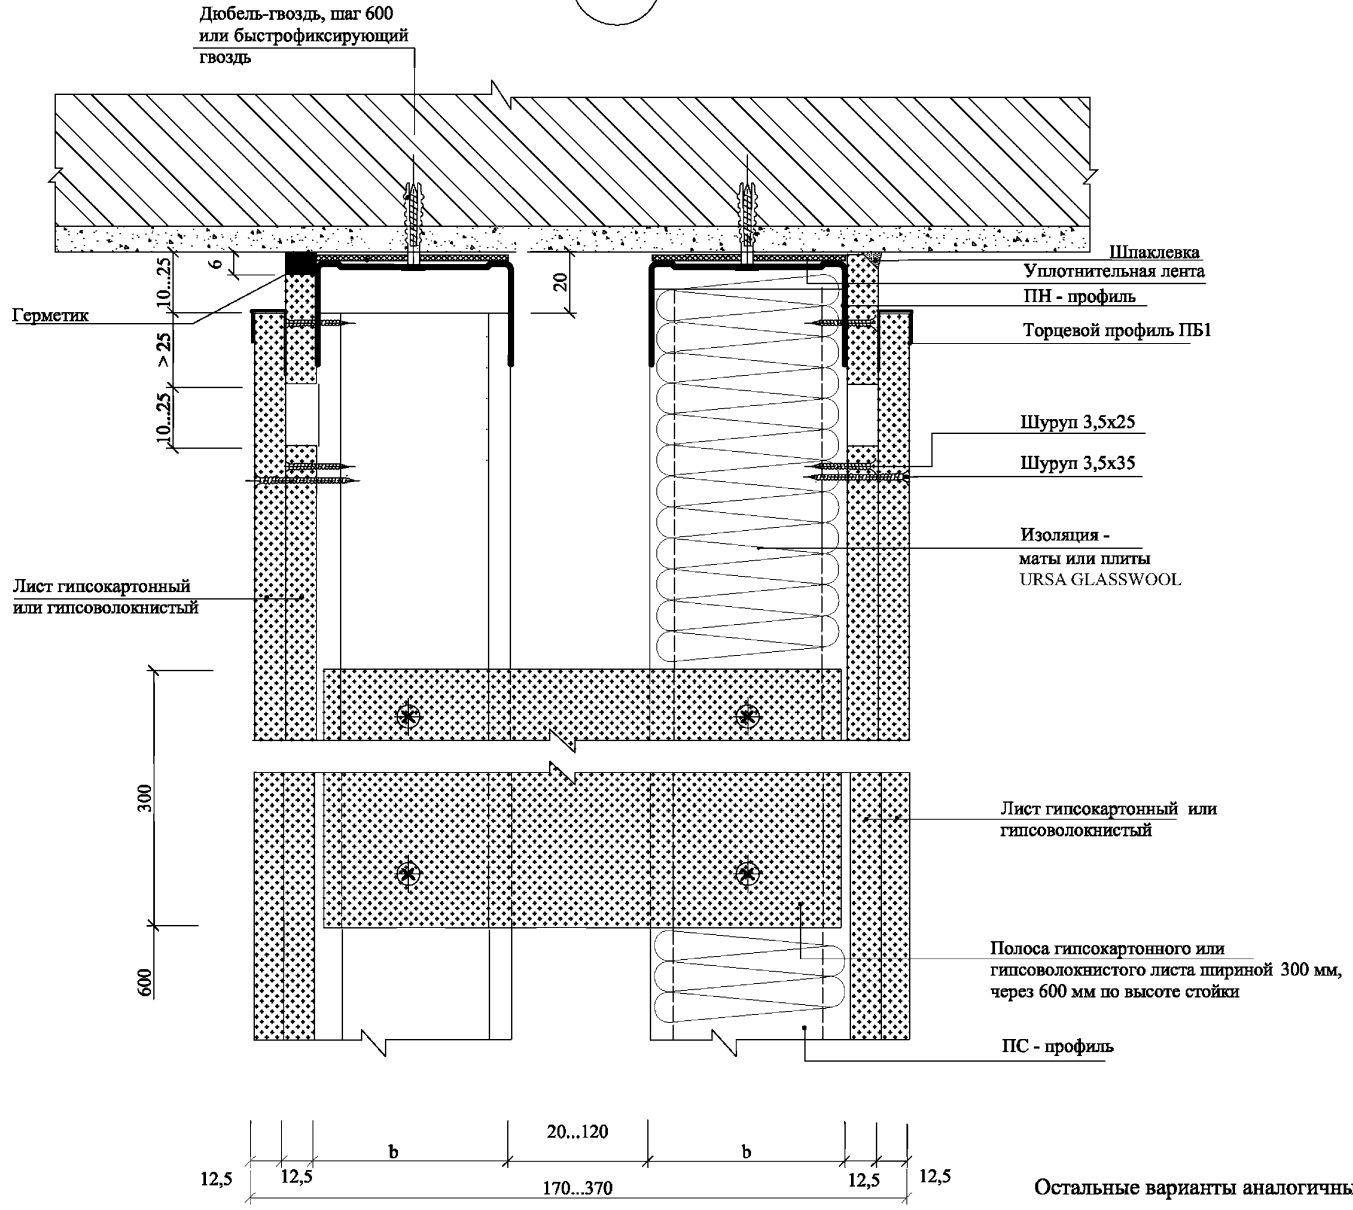 Дюбель-гвоздь, шаг 600
или быстрофиксирующий
гвоздь
10...25
6
20
Шпаклевка
Уплотнительная лента
ПН - профиль
Герметик
Торцевой профиль ПБ1
> 25
10...25
Шуруп 3,5х25
Шуруп 3,5х35
Изоляция -
маты или плиты
URSA GLASSWOOL
Лист гипсокартонный
или гипсоволокнистый
300
Лист гипсокартонный или
гипсоволокнистый
600
Полоса гипсокартонного или
гипсоволокнистого листа шириной 300 мм,
через 600 мм по высоте стойки
ПС - профиль
20...120
b
b
12,5
12,5
12,5
12,5
170...370
Остальные варианты аналогичны